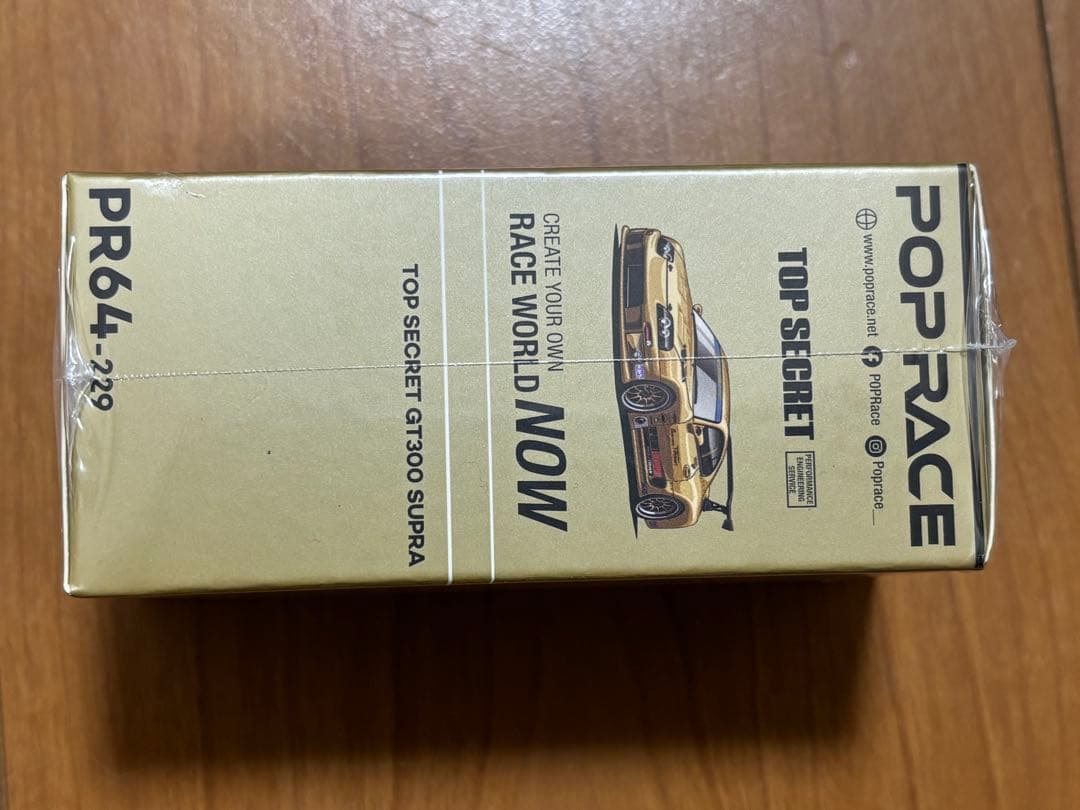 POP RACE
www.poprace.net POPRace Poprace_
TOP SECRET
PERFORMANCE
ENGINEERING
SERVICE
CREATE YOUR OWN
RACE WORLD NOW
TOP SECRET GT300 SUPRA
PR64-229